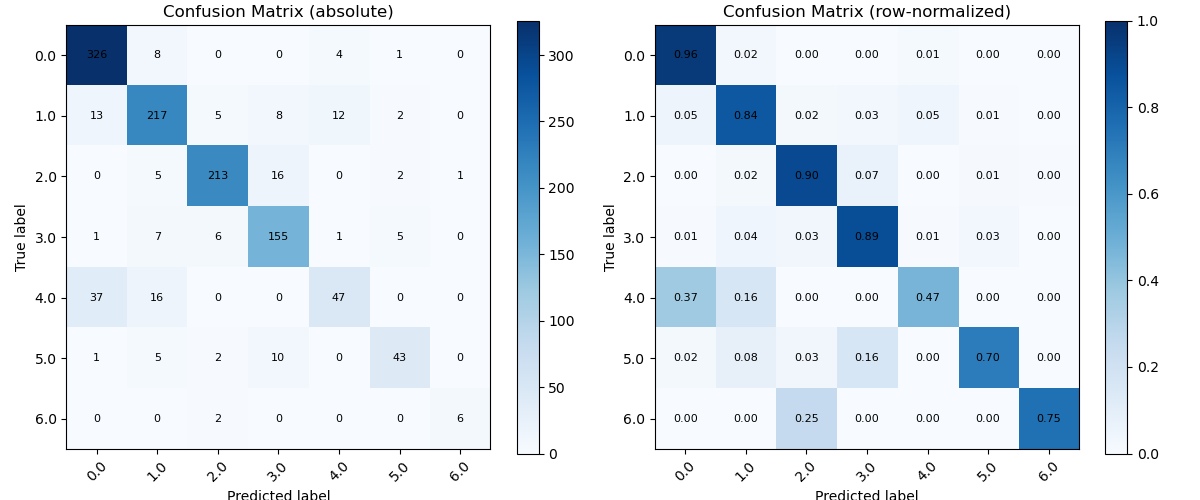 Confusion Matrix (absolute)
True label
0.0 326 8 0 0 4 1 0
1.0 13 217 5 8 12 2 0
2.0 0 5 213 16 0 2 1
3.0 1 7 6 155 1 5 0
4.0 37 16 0 0 47 0 0
5.0 1 5 2 10 0 43 0
6.0 0 0 2 0 0 0 6
0.0 1.0 2.0 3.0 4.0 5.0 6.0
Predicted label
300
250
200
150
100
50
0
Confusion Matrix (row-normalized)
True label
0.0 0.96 0.02 0.00 0.00 0.01 0.00 0.00
1.0 0.05 0.84 0.02 0.03 0.05 0.01 0.00
2.0 0.00 0.02 0.90 0.07 0.00 0.01 0.00
3.0 0.01 0.04 0.03 0.89 0.01 0.03 0.00
4.0 0.37 0.16 0.00 0.00 0.47 0.00 0.00
5.0 0.02 0.08 0.03 0.16 0.00 0.70 0.00
6.0 0.00 0.00 0.25 0.00 0.00 0.00 0.75
0.0 1.0 2.0 3.0 4.0 5.0 6.0
Predicted label
1.0
0.8
0.6
0.4
0.2
0.0